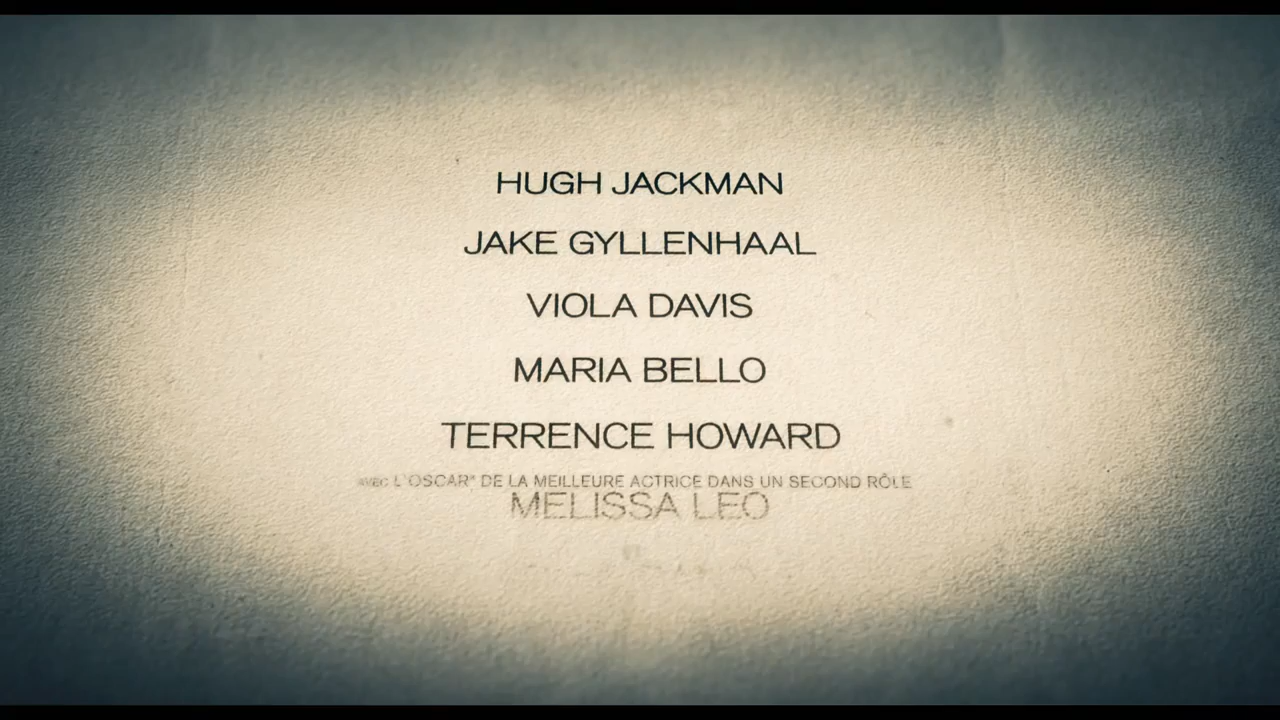 HUGH JACKMAN
JAKE GYLLENHAAL
VIOLA DAVIS
MARIA BELLO
TERRENCE HOWARD
AVEC L'OSCAR® DE LA MEILLEURE ACTRICE DANS UN SECOND RÔLE
MELISSA LEO